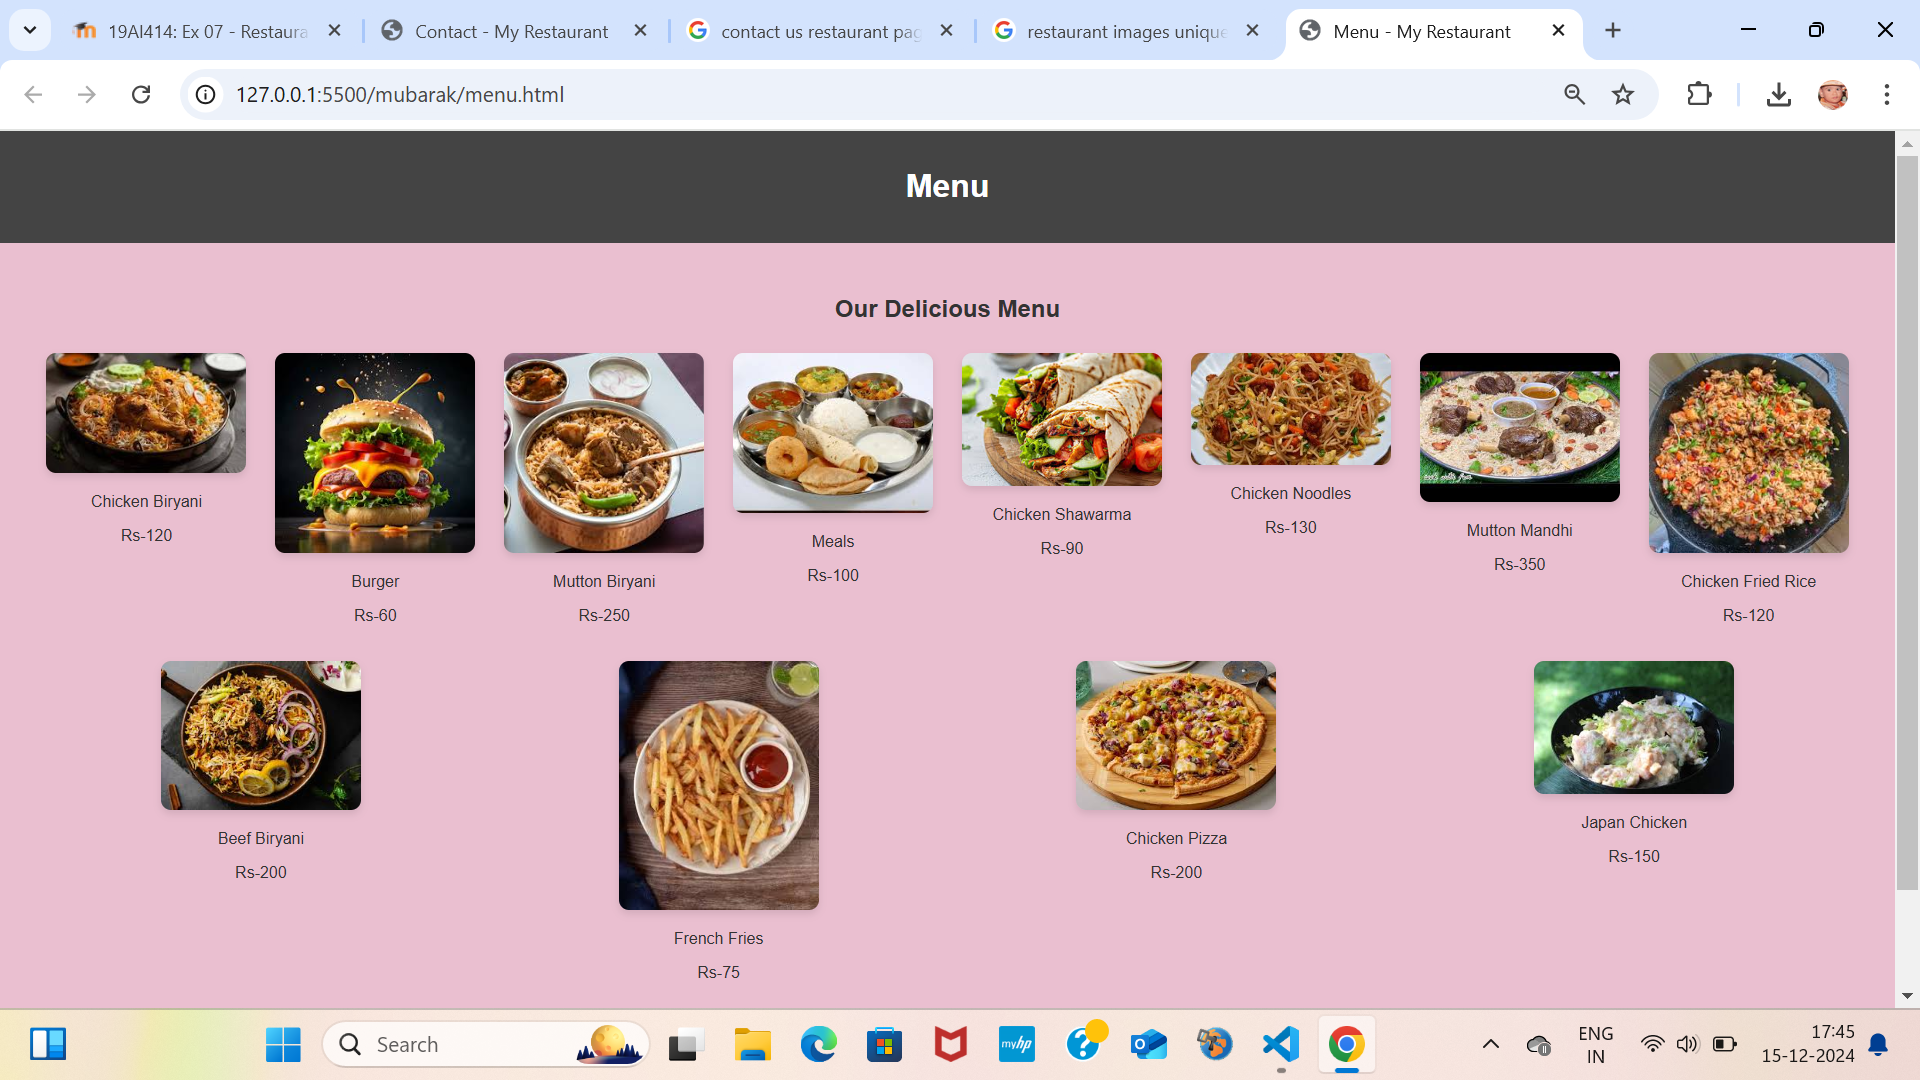 19AI414: Ex 07 - Restaura
Contact - My Restaurant
contact us restaurant pag
restaurant images unique
Menu - My Restaurant
127.0.0.1:5500/mubarak/menu.html
Menu
Our Delicious Menu
Chicken Biryani
Rs-120
Burger
Rs-60
Mutton Biryani
Rs-250
Meals
Rs-100
Chicken Shawarma
Rs-90
Chicken Noodles
Rs-130
Mutton Mandhi
Rs-350
Chicken Fried Rice
Rs-120
Beef Biryani
Rs-200
French Fries
Rs-75
Chicken Pizza
Rs-200
Japan Chicken
Rs-150
Search
myhp
ENG
IN
17:45
15-12-2024